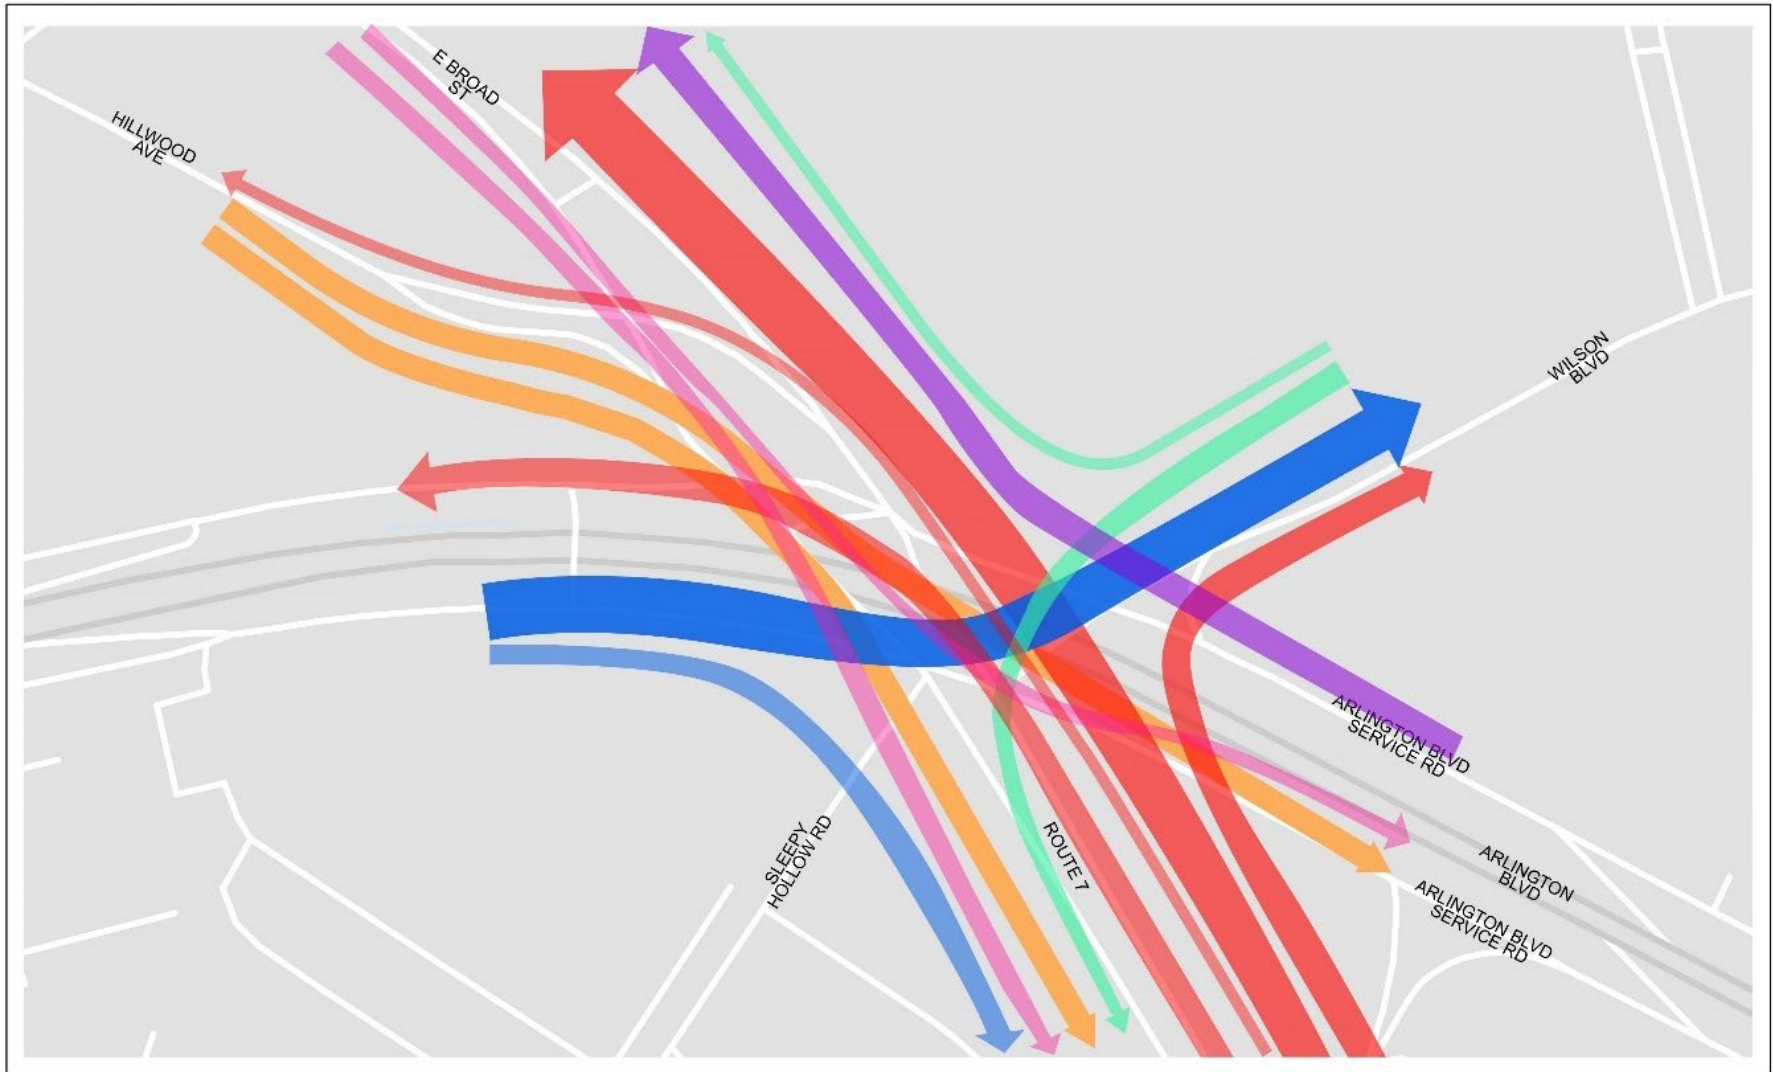 E BROAD
ST
HILLWOOD
AVE
WILSON
BLVD
ARLINGTON BLVD
SERVICE RD
SLEEPY
HOLLOW RD
ROUTE 7
ARLINGTON
BLVD
ARLINGTON BLVD
SERVICE RD